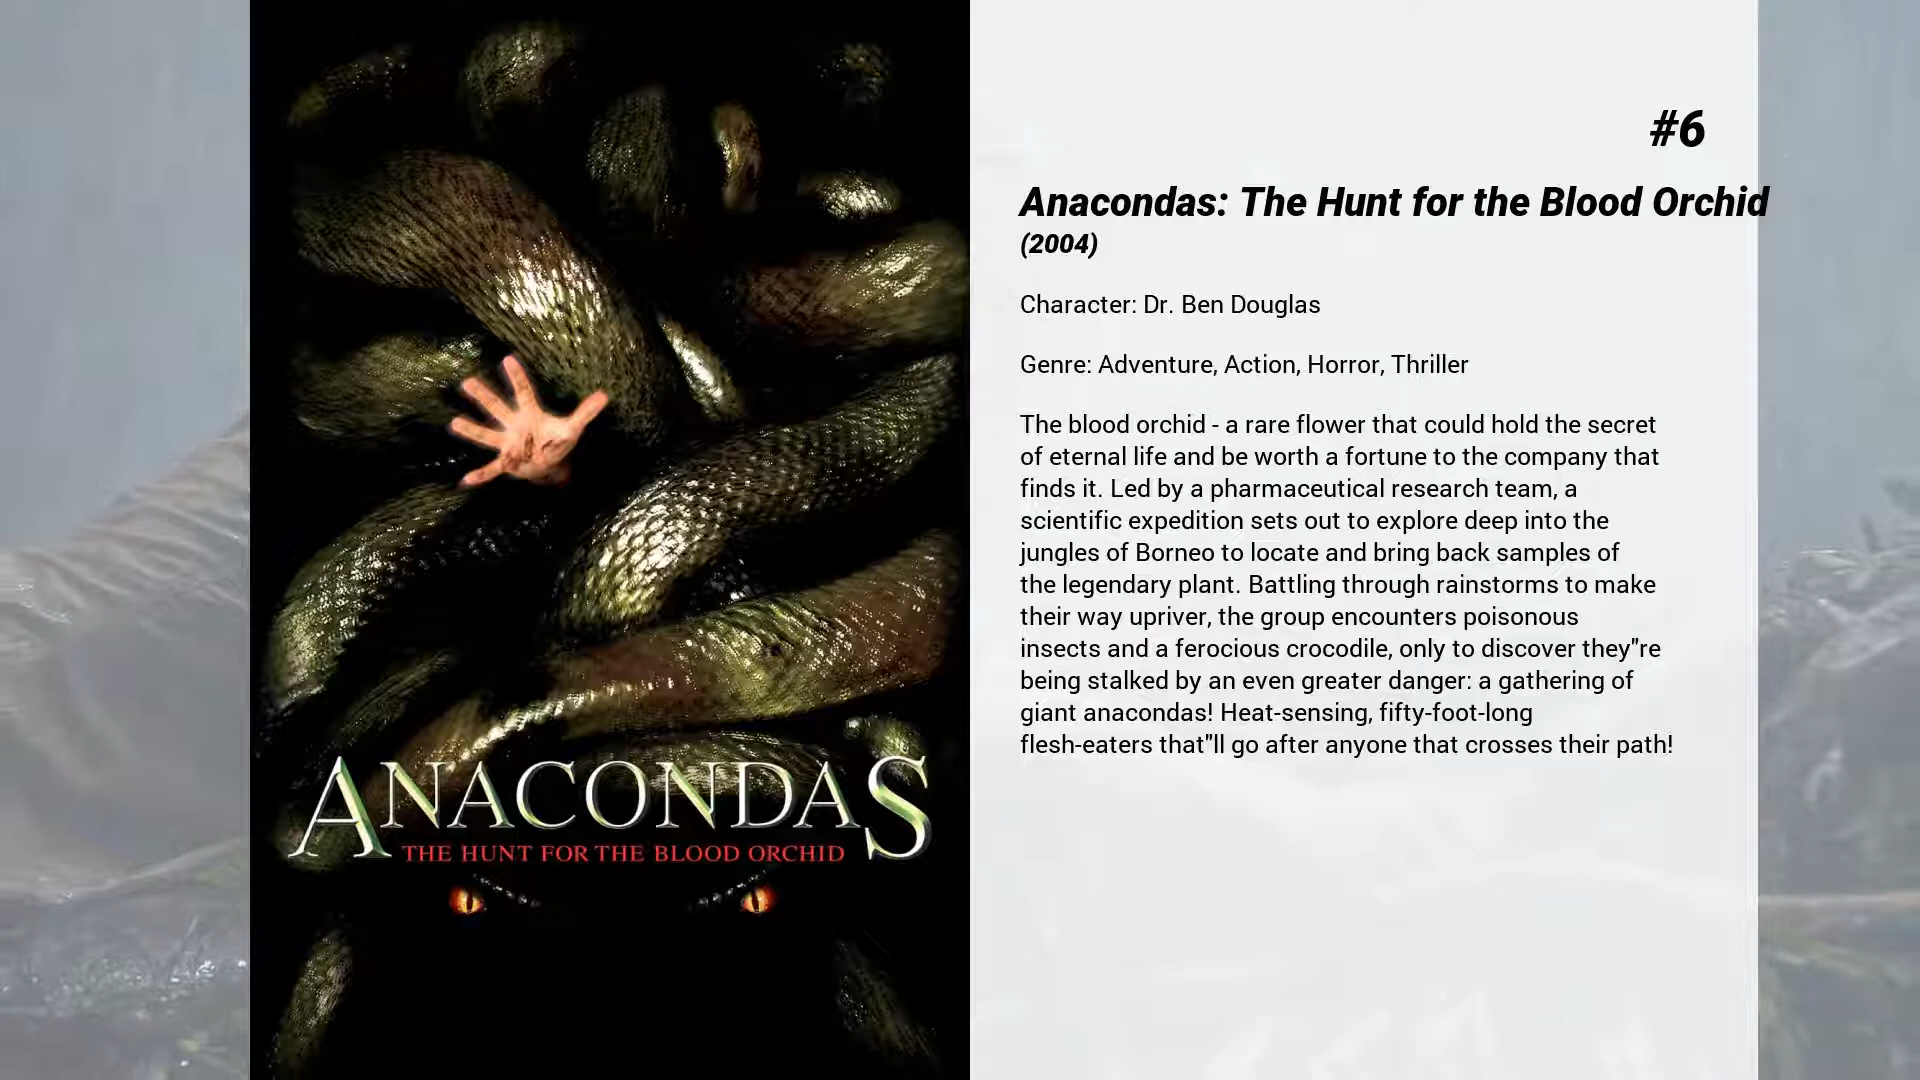 #6
Anacondas: The Hunt for the Blood Orchid
(2004)
Character: Dr. Ben Douglas
Genre: Adventure, Action, Horror, Thriller
The blood orchid - a rare flower that could hold the secret
of eternal life and be worth a fortune to the company that
finds it. Led by a pharmaceutical research team, a
scientific expedition sets out to explore deep into the
jungles of Borneo to locate and bring back samples of
the legendary plant. Battling through rainstorms to make
their way upriver, the group encounters poisonous
insects and a ferocious crocodile, only to discover they"re
being stalked by an even greater danger: a gathering of
giant anacondas! Heat-sensing, fifty-foot-long
flesh-eaters that"ll go after anyone that crosses their path!
ANACONDAS
THE HUNT FOR THE BLOOD ORCHID